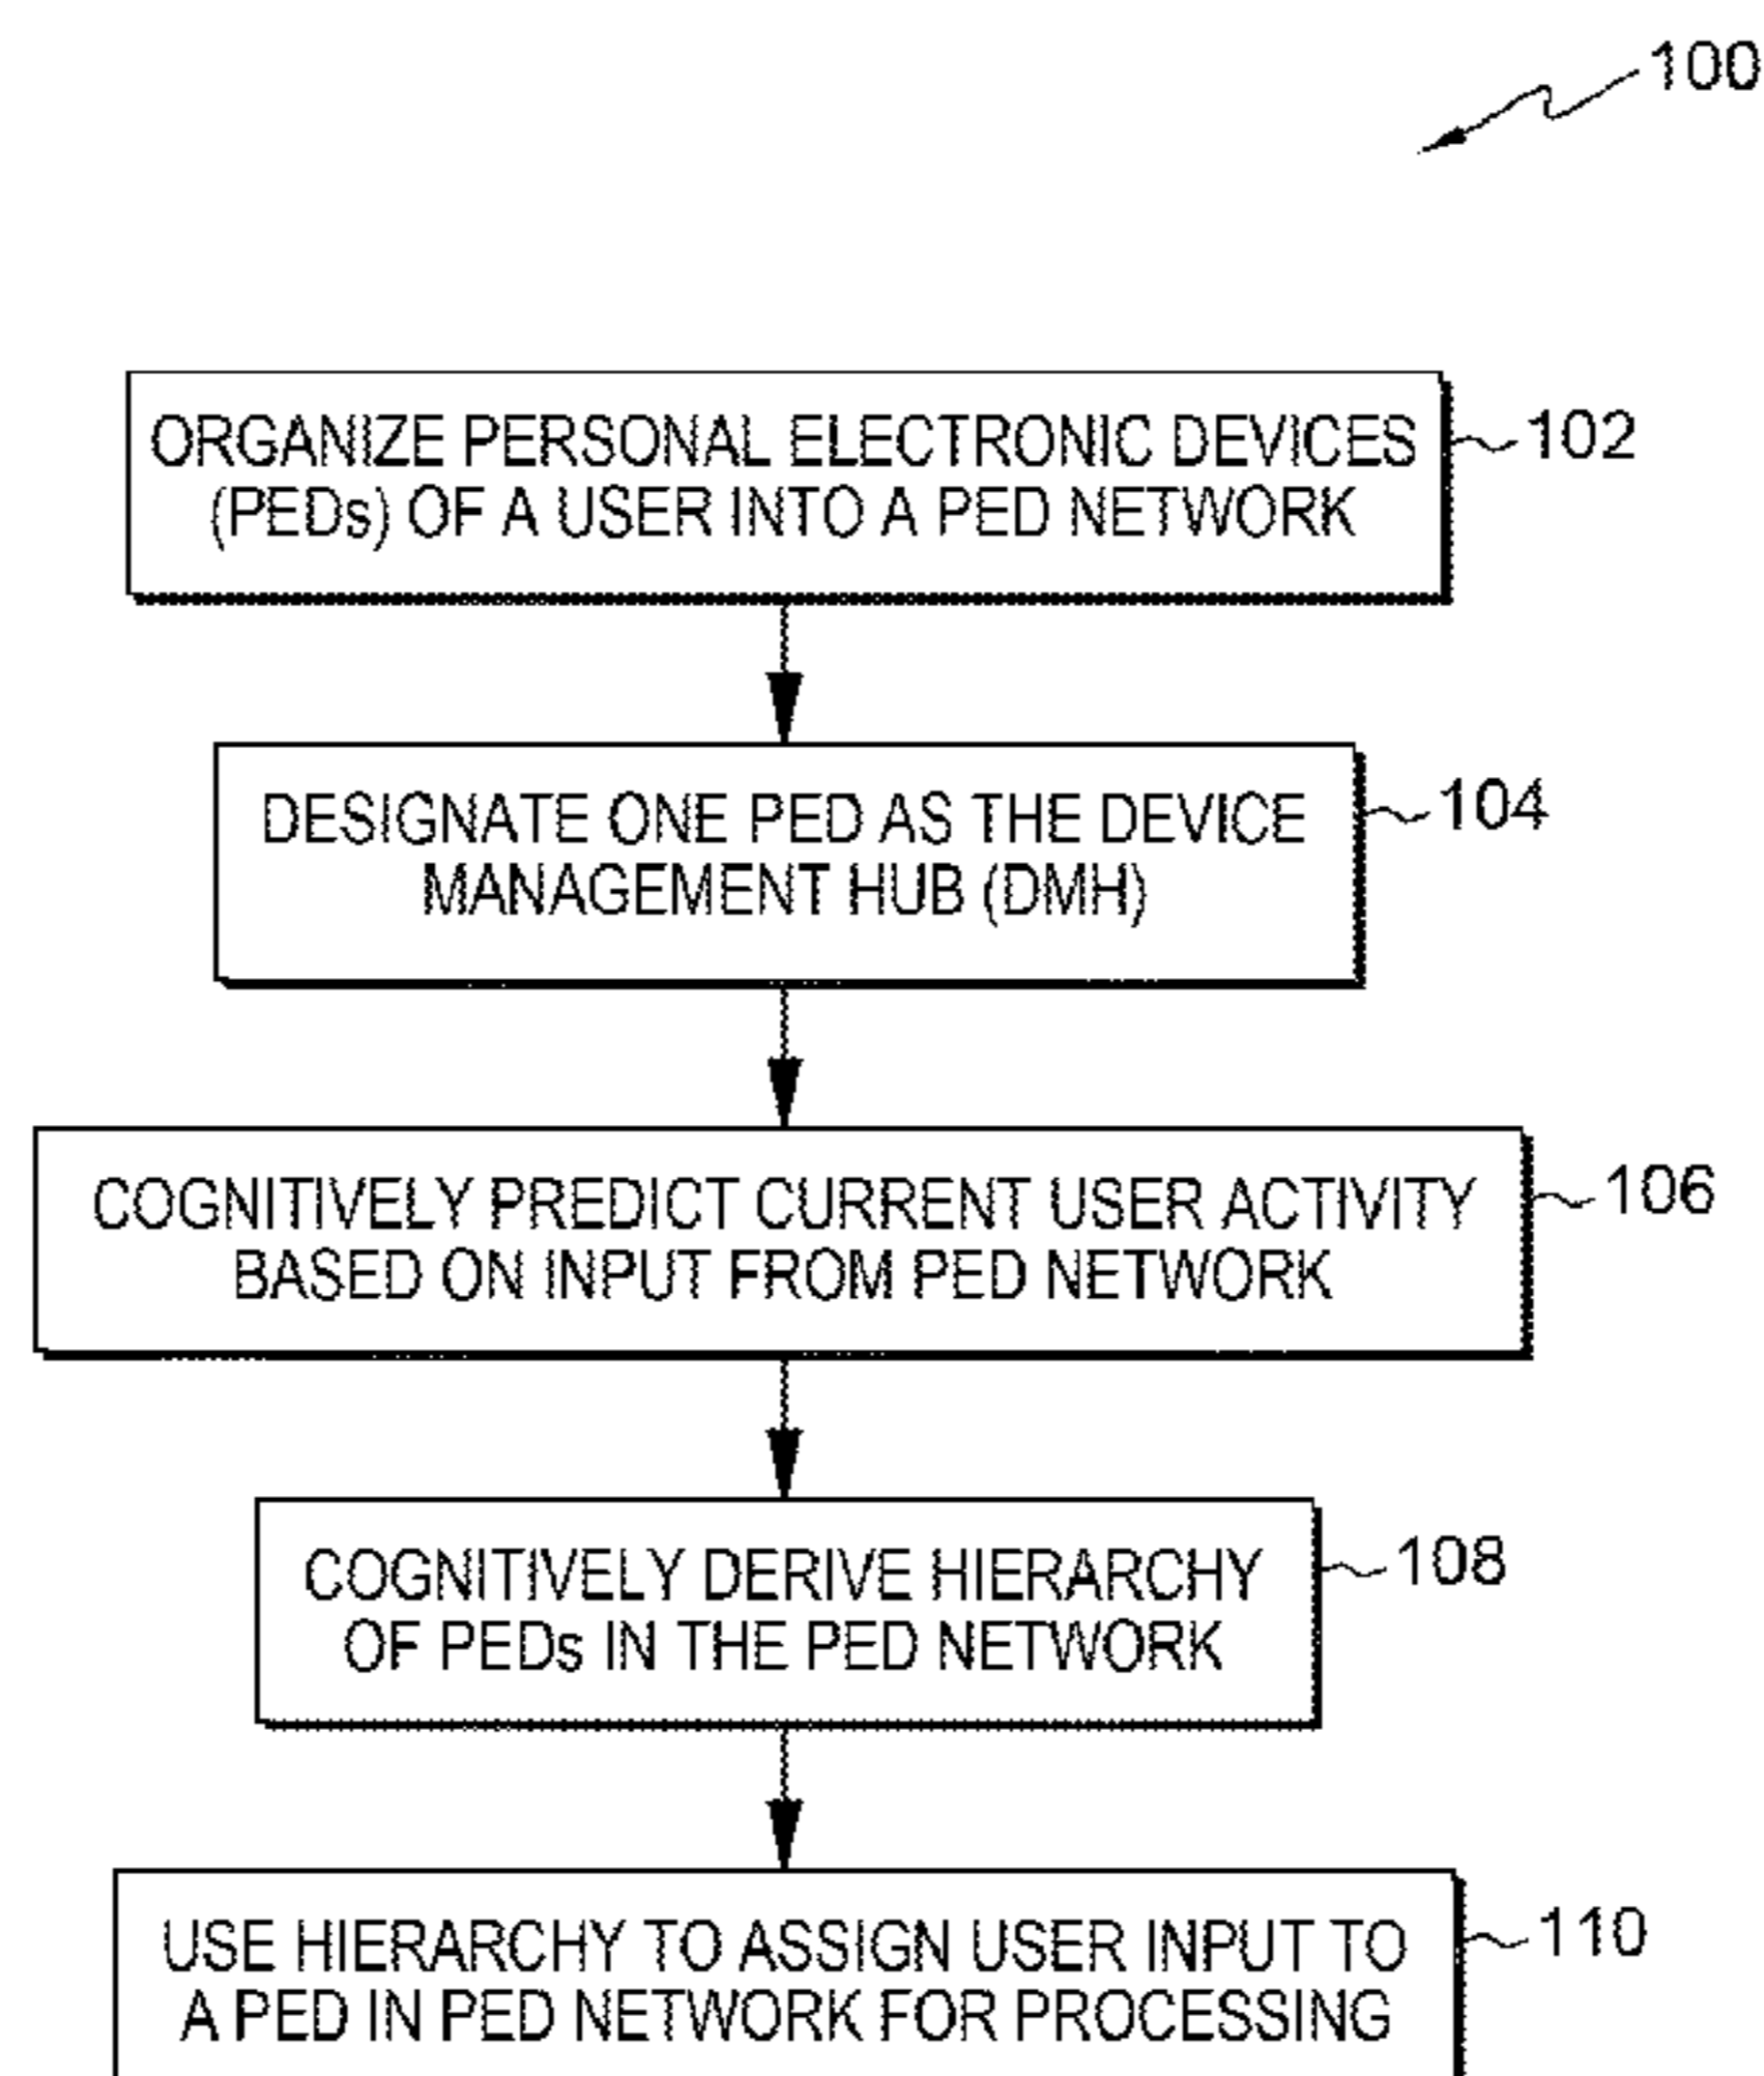 100
ORGANIZE PERSONAL ELECTRONIC DEVICES
(PEDs) OF A USER INTO A PED NETWORK
102
DESIGNATE ONE PED AS THE DEVICE
MANAGEMENT HUB (DMH)
104
COGNITIVELY PREDICT CURRENT USER ACTIVITY
BASED ON INPUT FROM PED NETWORK
106
COGNITIVELY DERIVE HIERARCHY
OF PEDs IN THE PED NETWORK
108
USE HIERARCHY TO ASSIGN USER INPUT TO
A PED IN PED NETWORK FOR PROCESSING
110